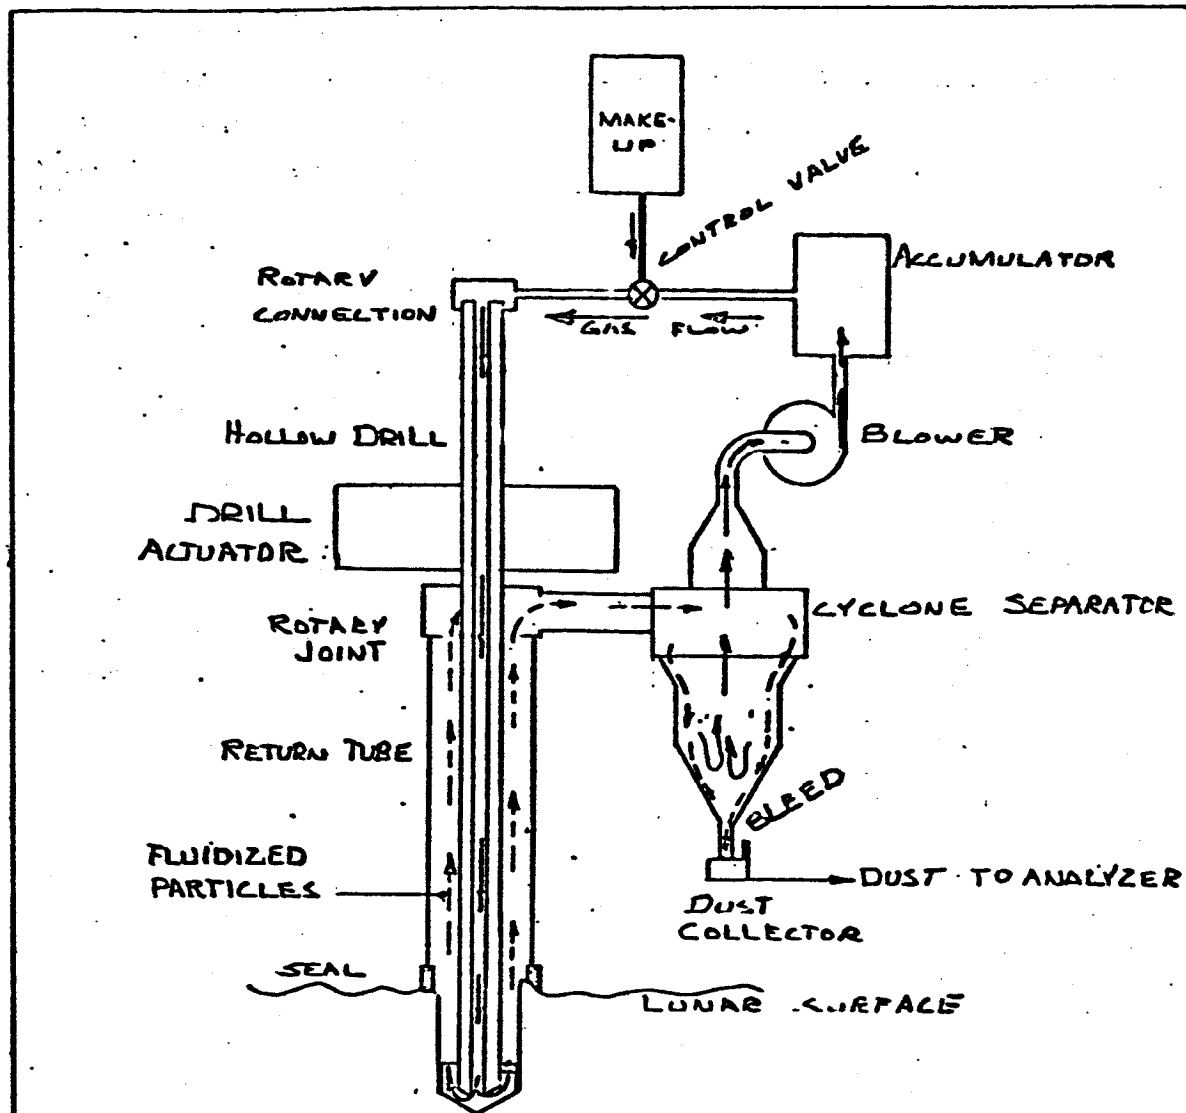 MAKE-
UP
CONTROL VALVE
ACCUMULATOR
ROTARY
CONNECTION
GAS FLOW
HOLLOW DRILL
BLOWER
DRILL
ACTUATOR
CYCLONE SEPARATOR
ROTARY
JOINT
RETURN TUBE
BLEED
FLUIDIZED
PARTICLES
DUST TO ANALYZER
DUST
COLLECTOR
SEAL
LUNAR SURFACE